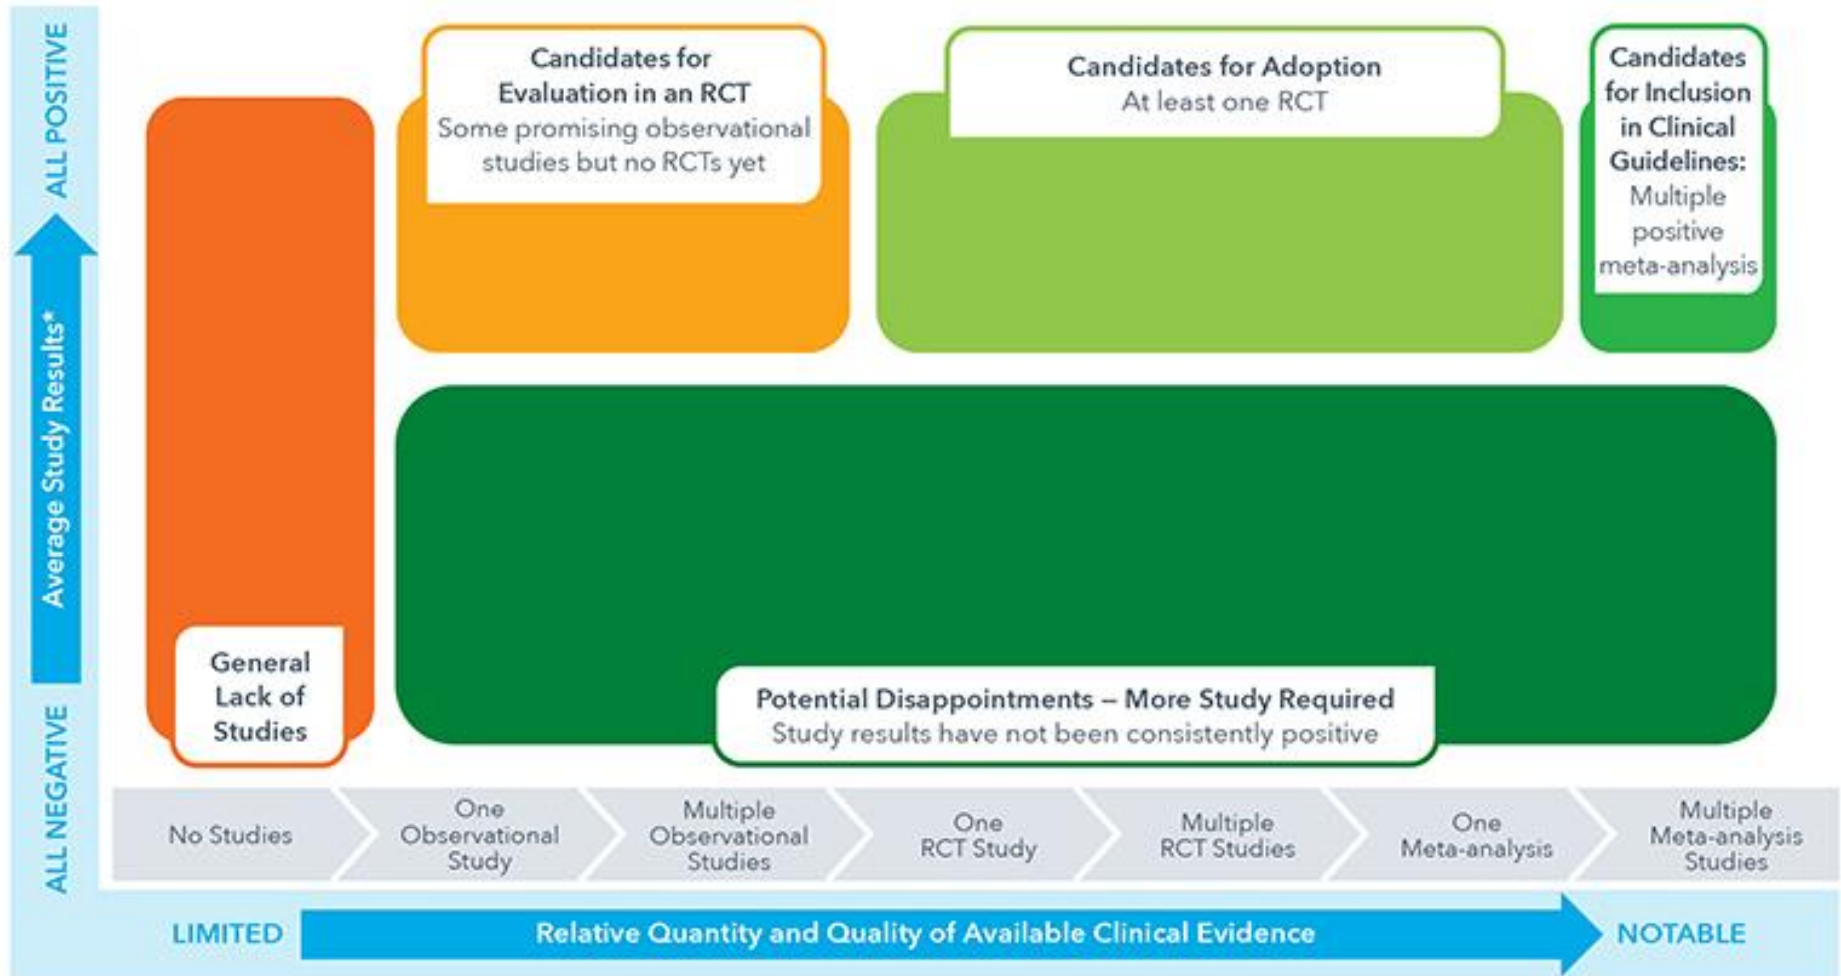 ALL POSITIVE
Average Study Results*
ALL NEGATIVE
Candidates for
Evaluation in an RCT
Some promising observational
studies but no RCTs yet
Candidates for Adoption
At least one RCT
Candidates
for Inclusion
in Clinical
Guidelines:
Multiple
positive
meta-analysis
General
Lack of
Studies
Potential Disappointments – More Study Required
Study results have not been consistently positive
No Studies
One
Observational
Study
Multiple
Observational
Studies
One
RCT Study
Multiple
RCT Studies
One
Meta-analysis
Multiple
Meta-analysis
Studies
LIMITED
Relative Quantity and Quality of Available Clinical Evidence
NOTABLE